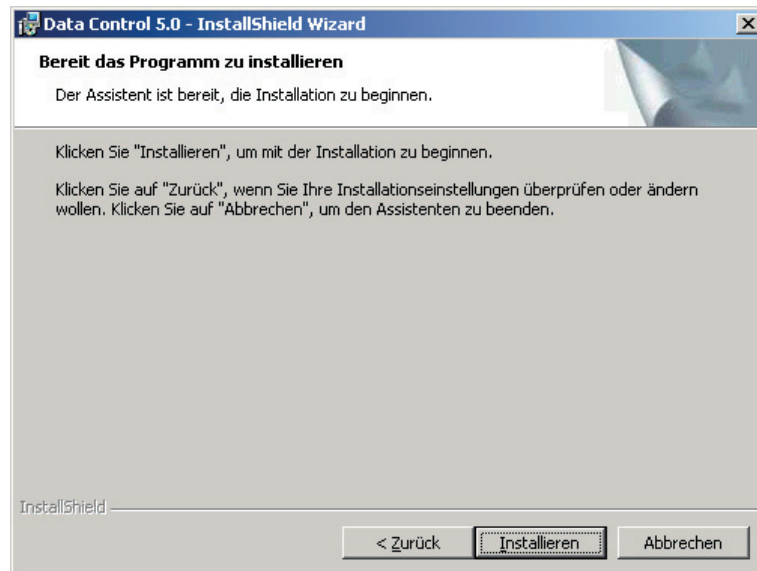 Data Control 5.0 - InstallShield Wizard
Bereit das Programm zu installieren
Der Assistent ist bereit, die Installation zu beginnen.
Klicken Sie "Installieren", um mit der Installation zu beginnen.
Klicken Sie auf "Zurück", wenn Sie Ihre Installationseinstellungen überprüfen oder ändern
wollen. Klicken Sie auf "Abbrechen", um den Assistenten zu beenden.
InstallShield
< Zurück Installieren Abbrechen